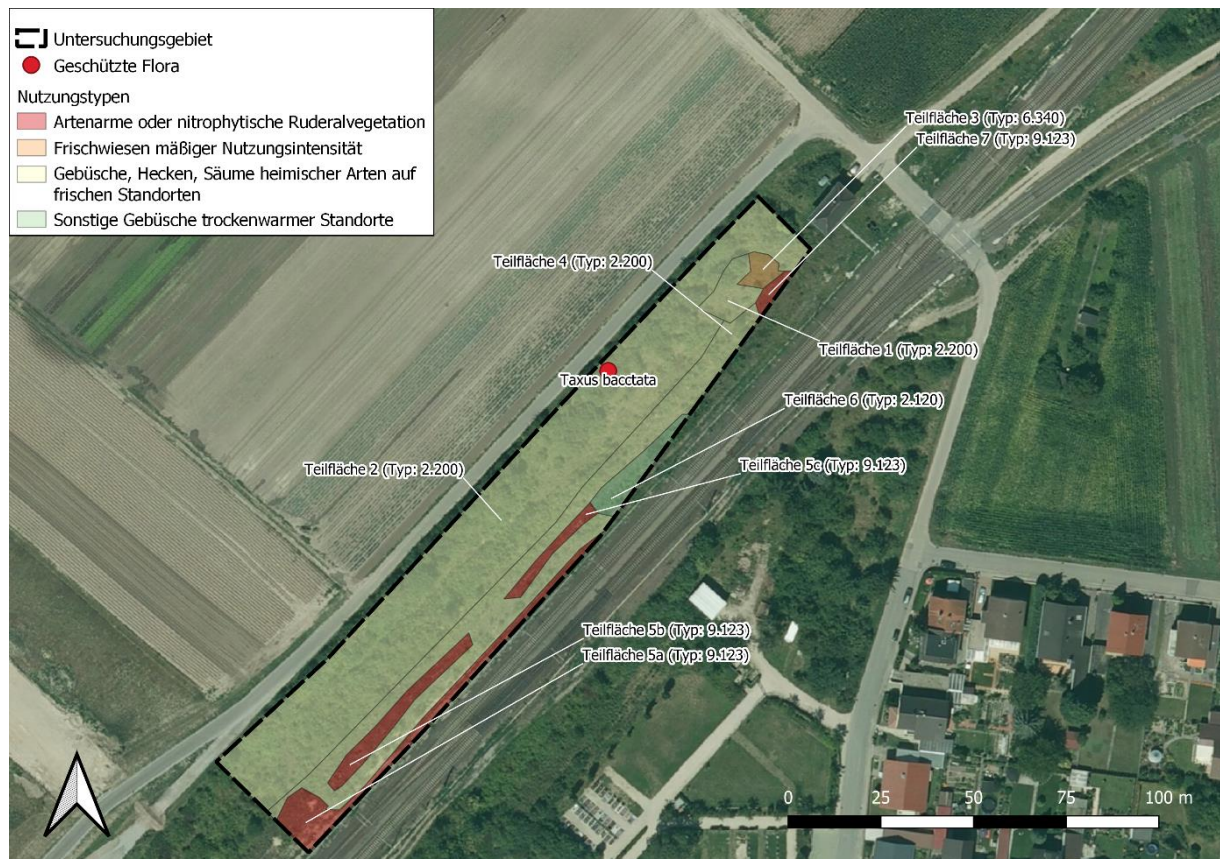 Untersuchungsgebiet
Geschützte Flora
Nutzungstypen
Artenarme oder nitrophytische Ruderalvegetation
Frischwiesen mäßiger Nutzungsintensität
Gebüsche, Hecken, Säume heimischer Arten auf
frischen Standorten
Sonstige Gebüsche trockenwarmer Standorte
Teilfläche 3 (Typ: 6.340)
Teilfläche 7 (Typ: 9.123)
Teilfläche 4 (Typ: 2.200)
Teilfläche 1 (Typ: 2.200)
Taxus bacctata
Teilfläche 6 (Typ: 2.120)
Teilfläche 2 (Typ: 2.200)
Teilfläche 5c (Typ: 9.123)
Teilfläche 5b (Typ: 9.123)
Teilfläche 5a (Typ: 9.123)
0 25 50 75 100 m